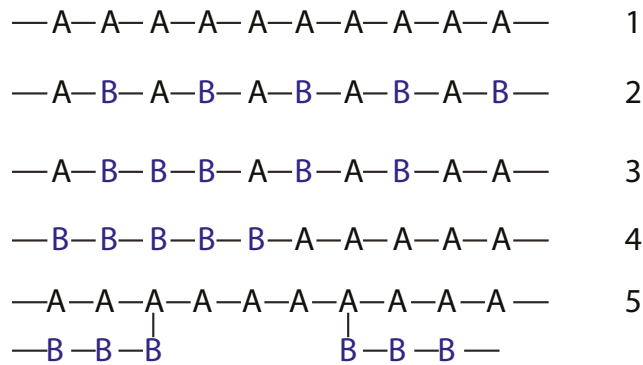 —A—A—A—A—A—A—A—A—A—A— 1
—A—B—A—B—A—B—A—B—A—B— 2
—A—B—B—B—A—B—A—B—A—A— 3
—B—B—B—B—B—A—A—A—A—A— 4
—A—A—A—A—A—A—A—A—A—A— 5
—B—B—B B—B—B—